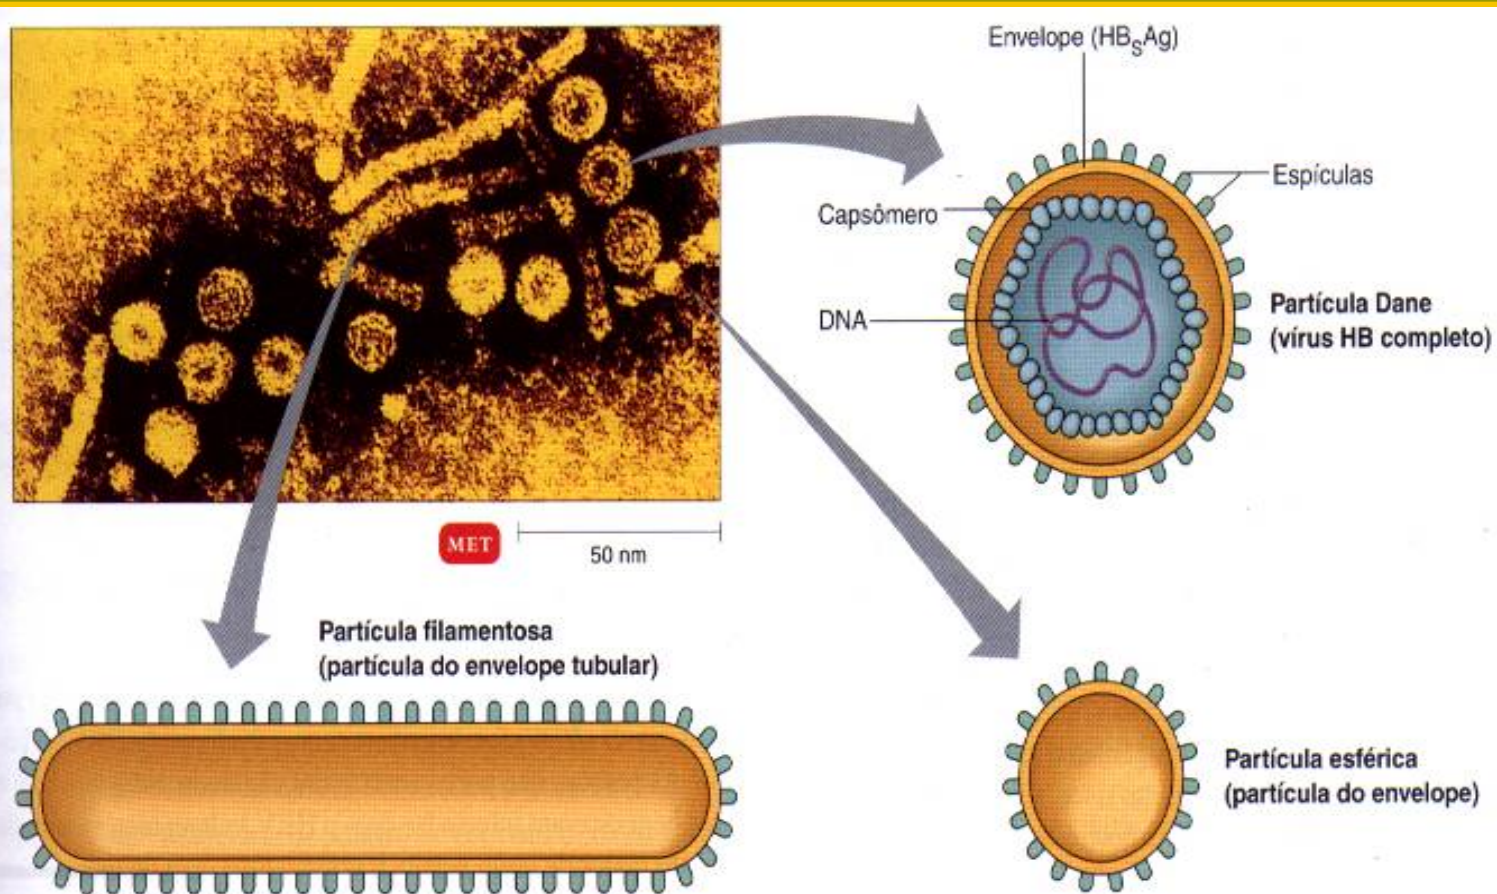 Envelope (HBSAg)
Espículas
Capsômero
DNA
Partícula Dane
(vírus HB completo)
MET
50 nm
Partícula filamentosa
(partícula do envelope tubular)
Partícula esférica
(partícula do envelope)